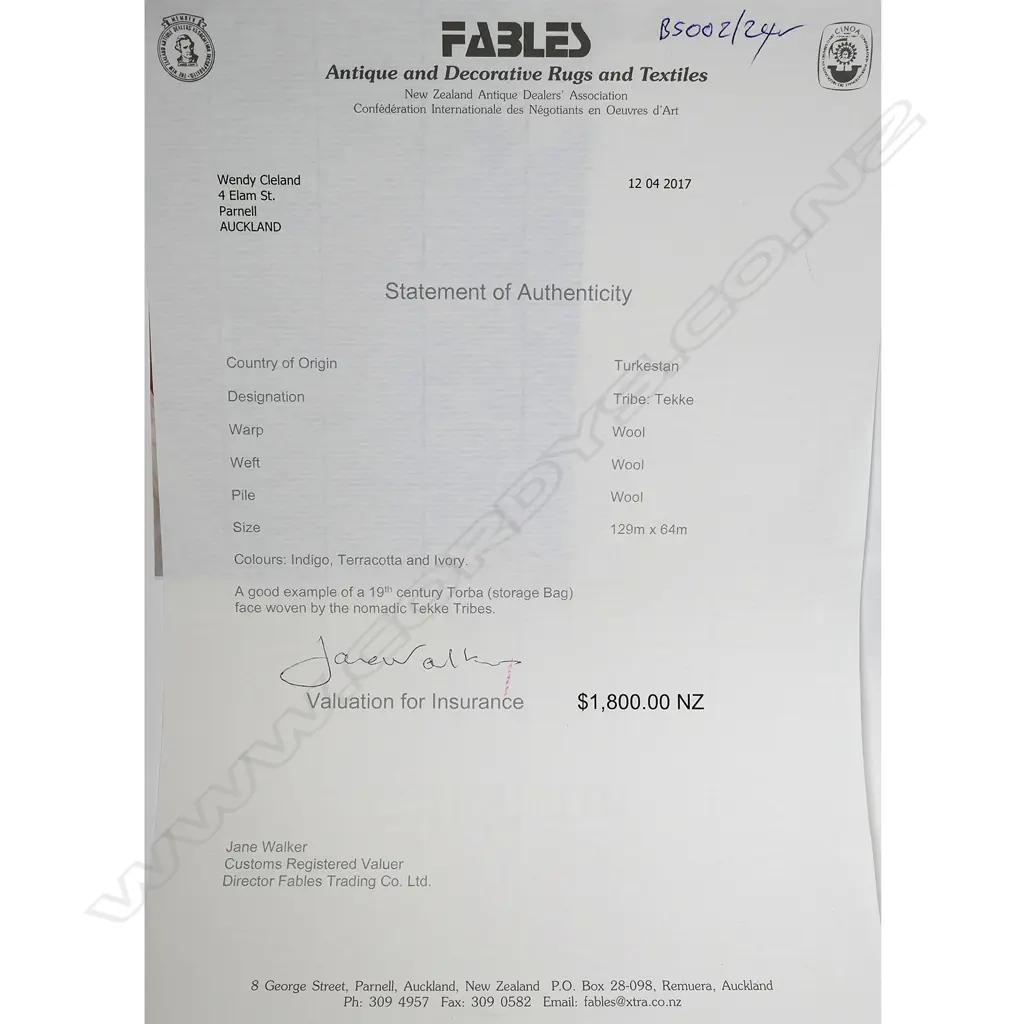 MEMBER
FABLES
BS002/24
CINOA
Antique and Decorative Rugs and Textiles
New Zealand Antique Dealers' Association
Confédération Internationale des Négotiants en Oeuvres d'Art
Wendy Cleland
4 Elam St.
Parnell
AUCKLAND
12 04 2017
Statement of Authenticity
Country of Origin Turkestan
Designation Tribe: Tekke
Warp Wool
Weft Wool
Pile Wool
Size 129m x 64m
Colours: Indigo, Terracotta and Ivory.
A good example of a 19th century Torba (storage Bag)
face woven by the nomadic Tekke Tribes.
Jane Walker
Valuation for Insurance $1,800.00 NZ
Jane Walker
Customs Registered Valuer
Director Fables Trading Co. Ltd.
8 George Street, Parnell, Auckland, New Zealand P.O. Box 28-098, Remuera, Auckland
Ph: 309 4957 Fax: 309 0582 Email: fables@xtra.co.nz
WWW.CORDYS.CO.NZ